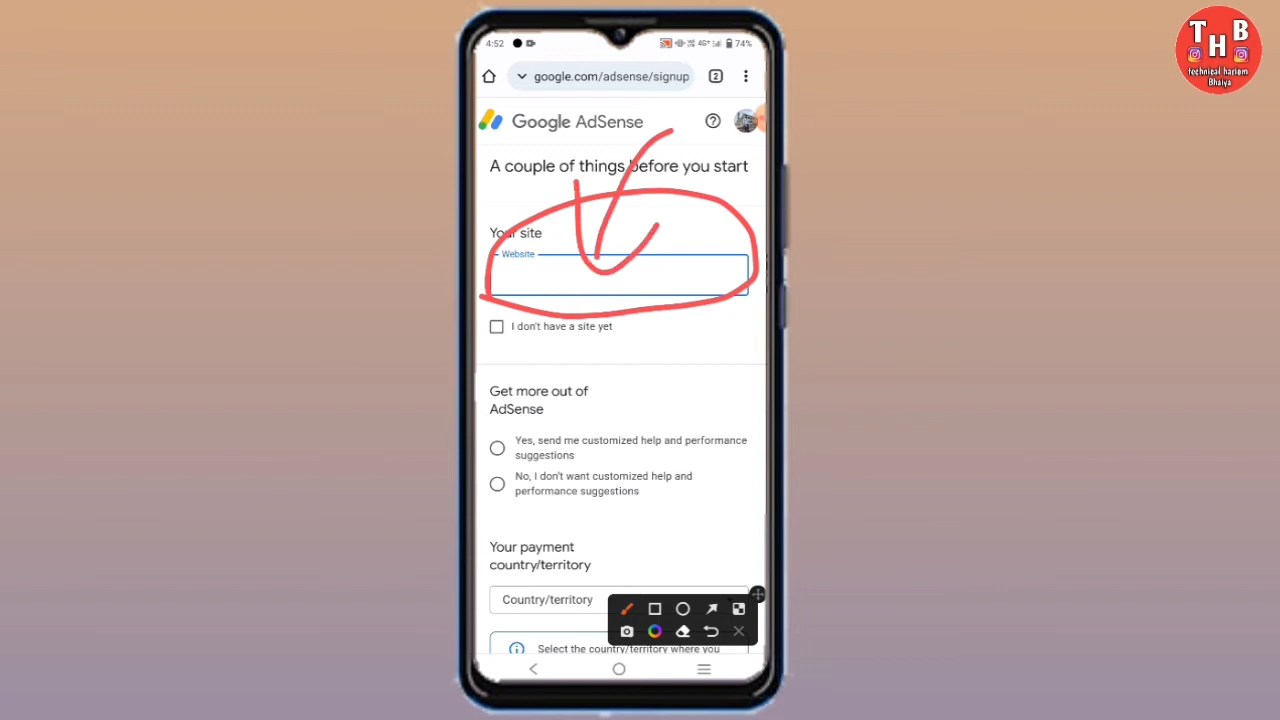 4:52
4G+
74%
google.com/adsense/signup
2
Google AdSense
A couple of things before you start
Your site
Website
I don't have a site yet
Get more out of
AdSense
Yes, send me customized help and performance
suggestions
No, I don't want customized help and
performance suggestions
Your payment
country/territory
Country/territory
Select the country/territory where you
T H B
technical hariom
Bhaiya